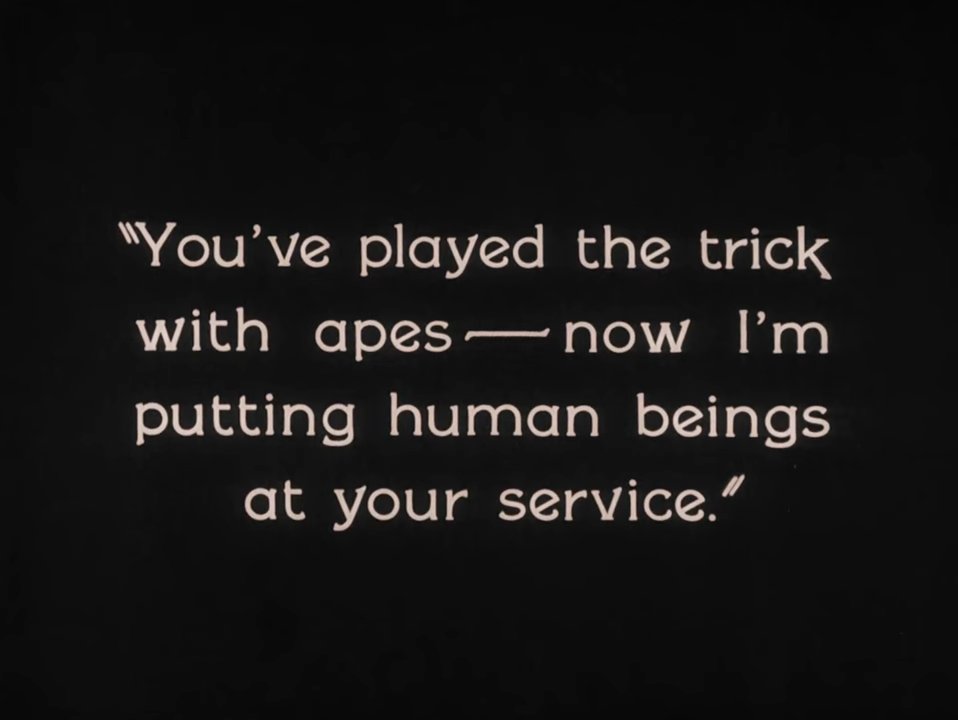 "You've played the trick
with apes — now I'm
putting human beings
at your service."